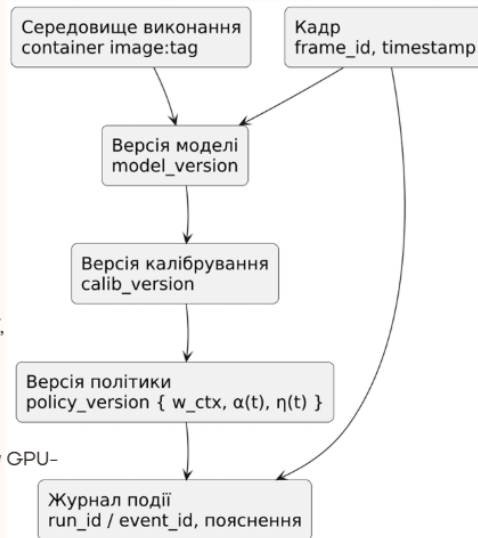 Середовище виконання
container image:tag
Кадр
frame_id, timestamp
Версія моделі
model_version
Версія калібрування
calib_version
Версія політики
policy_version { w_ctx, α(t), η(t) }
GPU-
Журнал події
run_id / event_id, пояснення